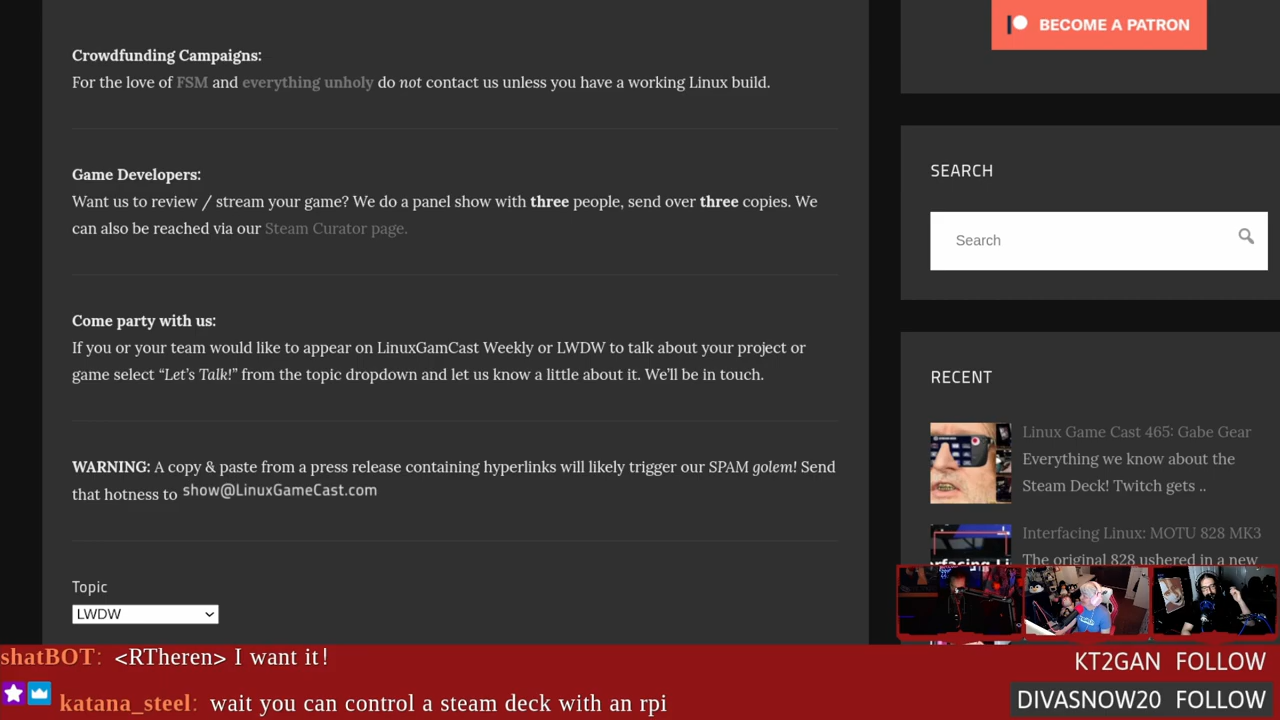 BECOME A PATRON
Crowdfunding Campaigns:
For the love of FSM and everything unholy do not contact us unless you have a working Linux build.
Game Developers:
Want us to review / stream your game? We do a panel show with three people, send over three copies. We
can also be reached via our Steam Curator page.
Come party with us:
If you or your team would like to appear on LinuxGamCast Weekly or LWDW to talk about your project or
game select “Let’s Talk!” from the topic dropdown and let us know a little about it. We’ll be in touch.
WARNING: A copy & paste from a press release containing hyperlinks will likely trigger our SPAM golem! Send
that hotness to show@LinuxGameCast.com
Topic
LWDW
SEARCH
Search
RECENT
Linux Game Cast 465: Gabe Gear
Everything we know about the
Steam Deck! Twitch gets ..
Interfacing Linux: MOTU 828 MK3
The original 828 ushered in a new
shatBOT: <RTheren> I want it!
katana_steel: wait you can control a steam deck with an rpi
KT2GAN FOLLOW
DIVASNOW20 FOLLOW